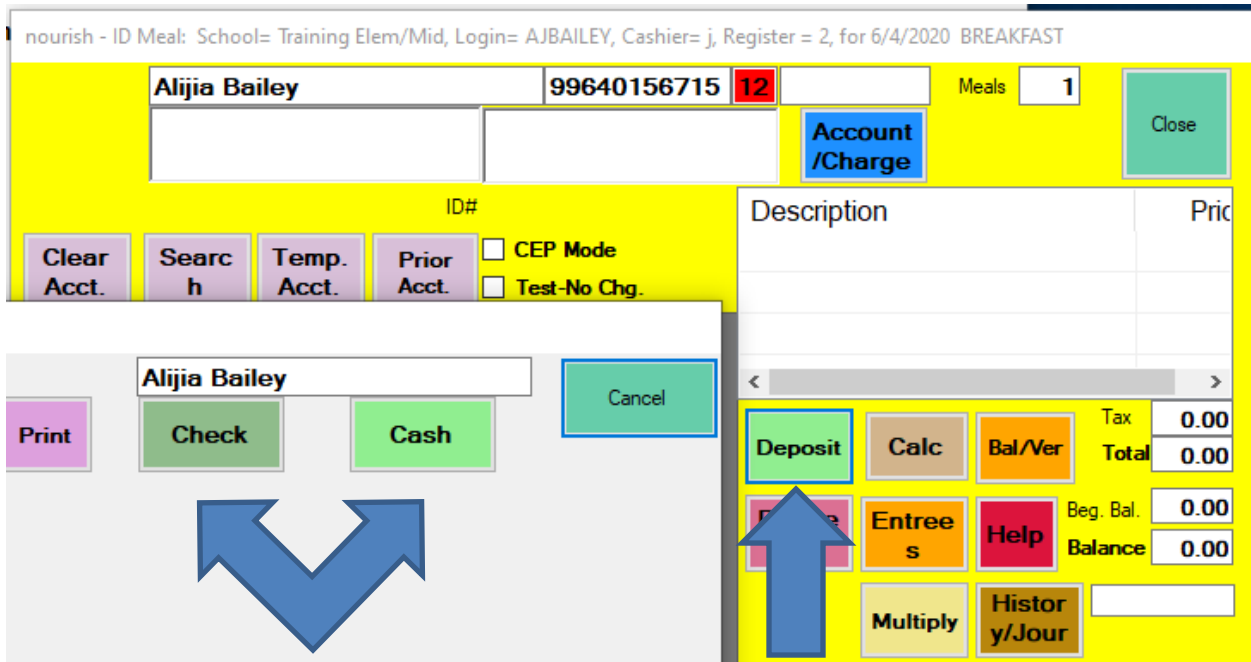 nourish - ID Meal: School= Training Elem/Mid, Login= AJBAILEY, Cashier= j, Register = 2, for 6/4/2020 BREAKFAST
Alijia Bailey 99640156715 12 Meals 1
Close
Account
/Charge
ID#
Description Pric
Clear
Acct.
Searc
h
Temp.
Acct.
Prior
Acct.
CEP Mode
Test-No Chg.
Alijia Bailey
Cancel
Print Check Cash
Deposit Calc Bal/Ver
Tax 0.00
Total 0.00
Entree
s
Help
Beg. Bal. 0.00
Balance 0.00
Multiply
Histor
y/Jour